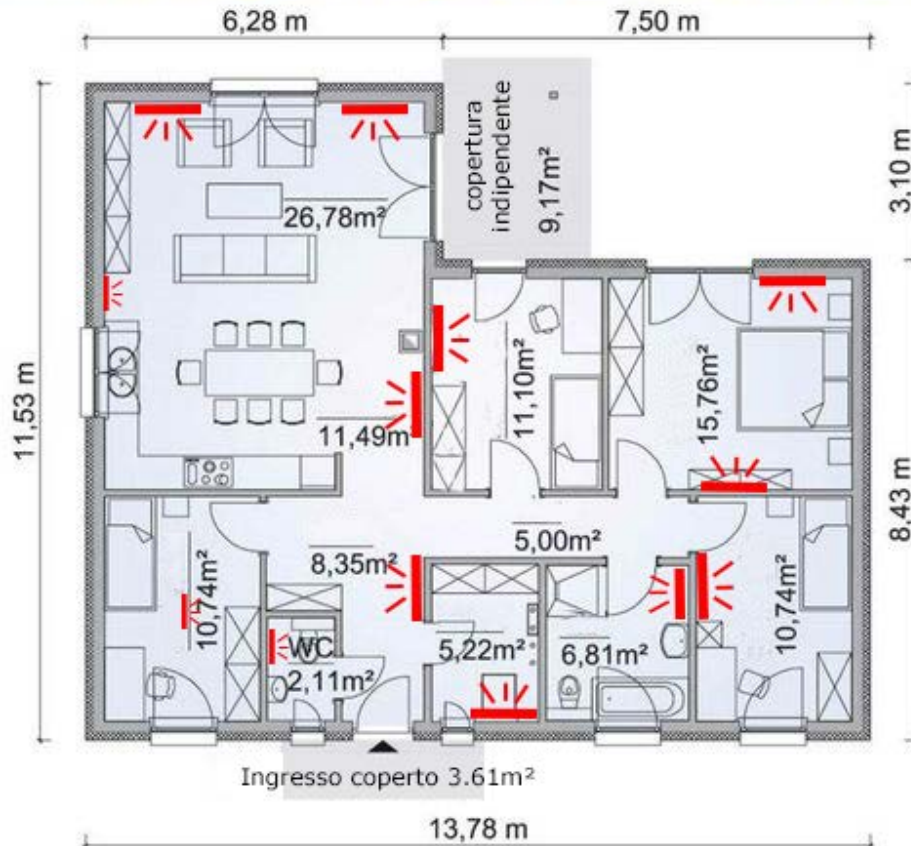 6,28 m
7,50 m
copertura
indipendente
9,17m²
3,10 m
26,78m²
11,10m²
15,76m²
11,53 m
11,49m
8,43 m
5,00m²
8,35m²
10,74m²
10,74m²
WC
2,11m²
5,22m²
6,81m²
Ingresso coperto 3.61m²
13,78 m